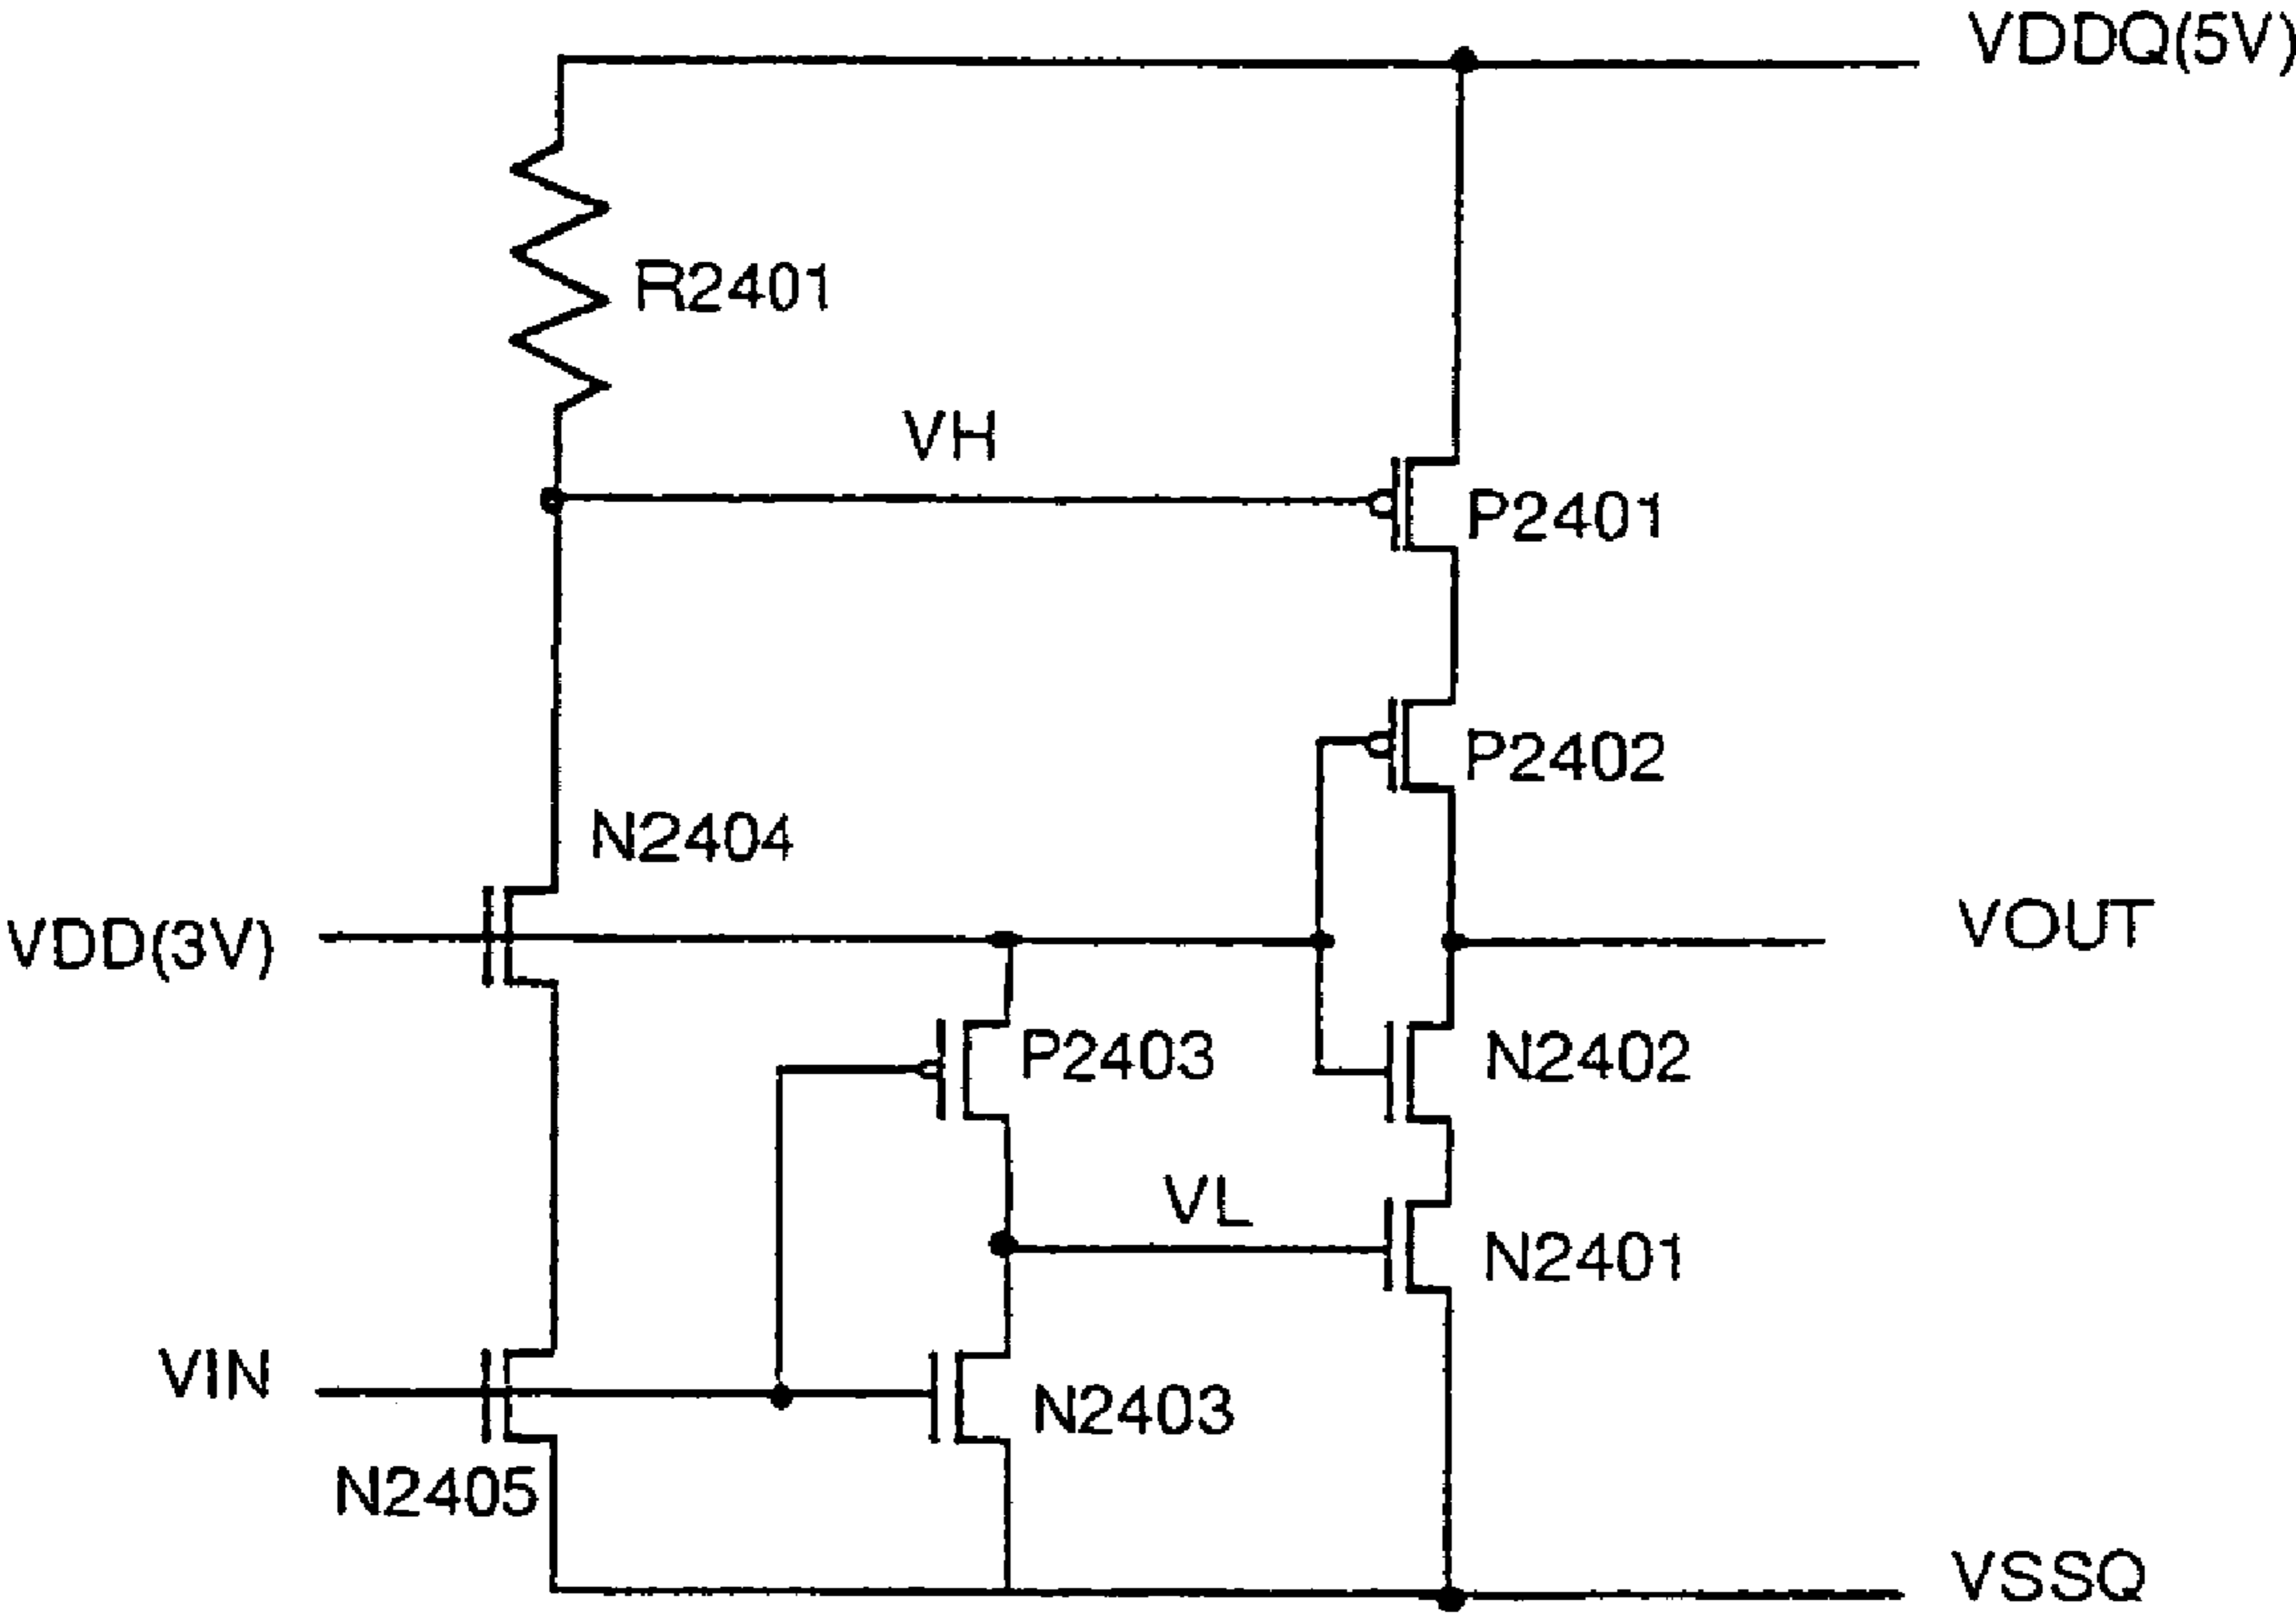 VDDQ(5V)
R2401
VH
P2401
P2402
N2404
VDD(3V)
VOUT
P2403
N2402
VL
N2401
VIN
N2403
N2405
VSSQ